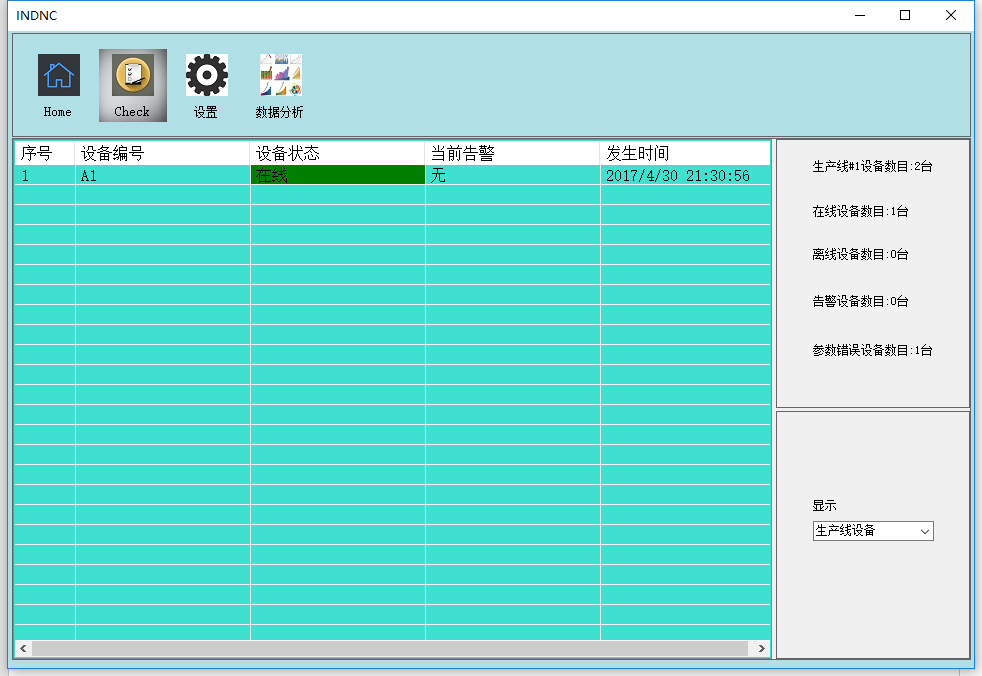 INDNC
Home Check 设置 数据分析
序号 设备编号 设备状态 当前告警 发生时间
1 A1 在线 无 2017/4/30 21:30:56
生产线#1设备数目:2台
在线设备数目:1台
离线设备数目:0台
告警设备数目:0台
参数错误设备数目:1台
显示
生产线设备